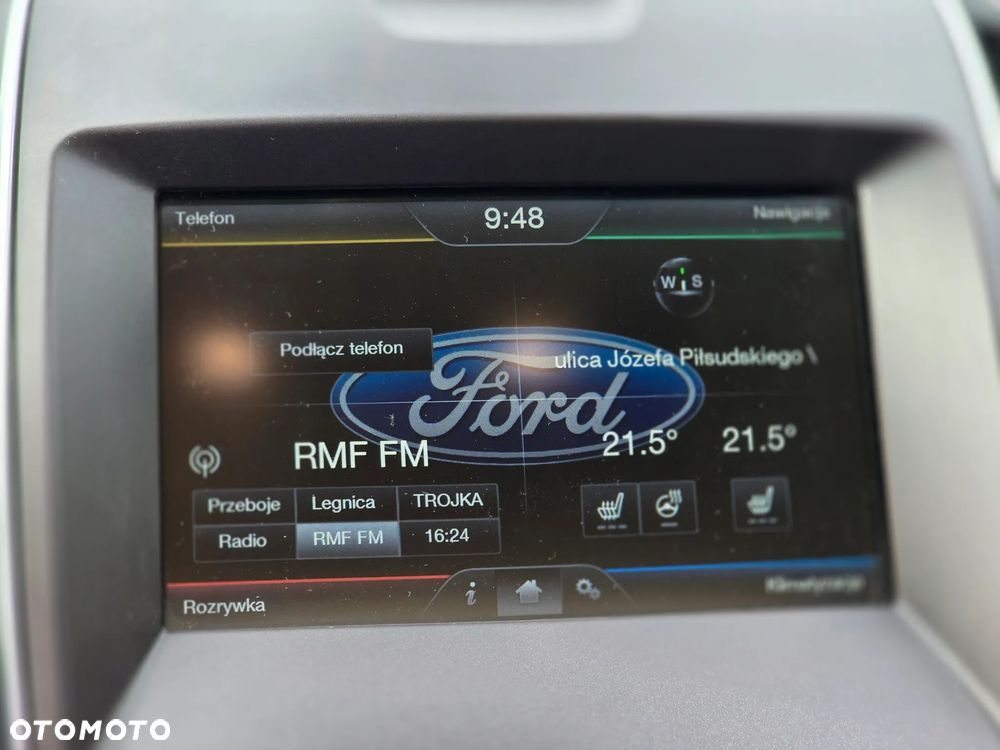 Telefon
9:48
Nawigacja
W S
Podłącz telefon
ulica Józefa Piłsudskiego \
Ford
RMF FM
21.5°
21.5°
Przeboje
Legnica
TROJKA
Radio
RMF FM
16:24
i
Rozrywka
Klimatyzacja
OTOMOTO